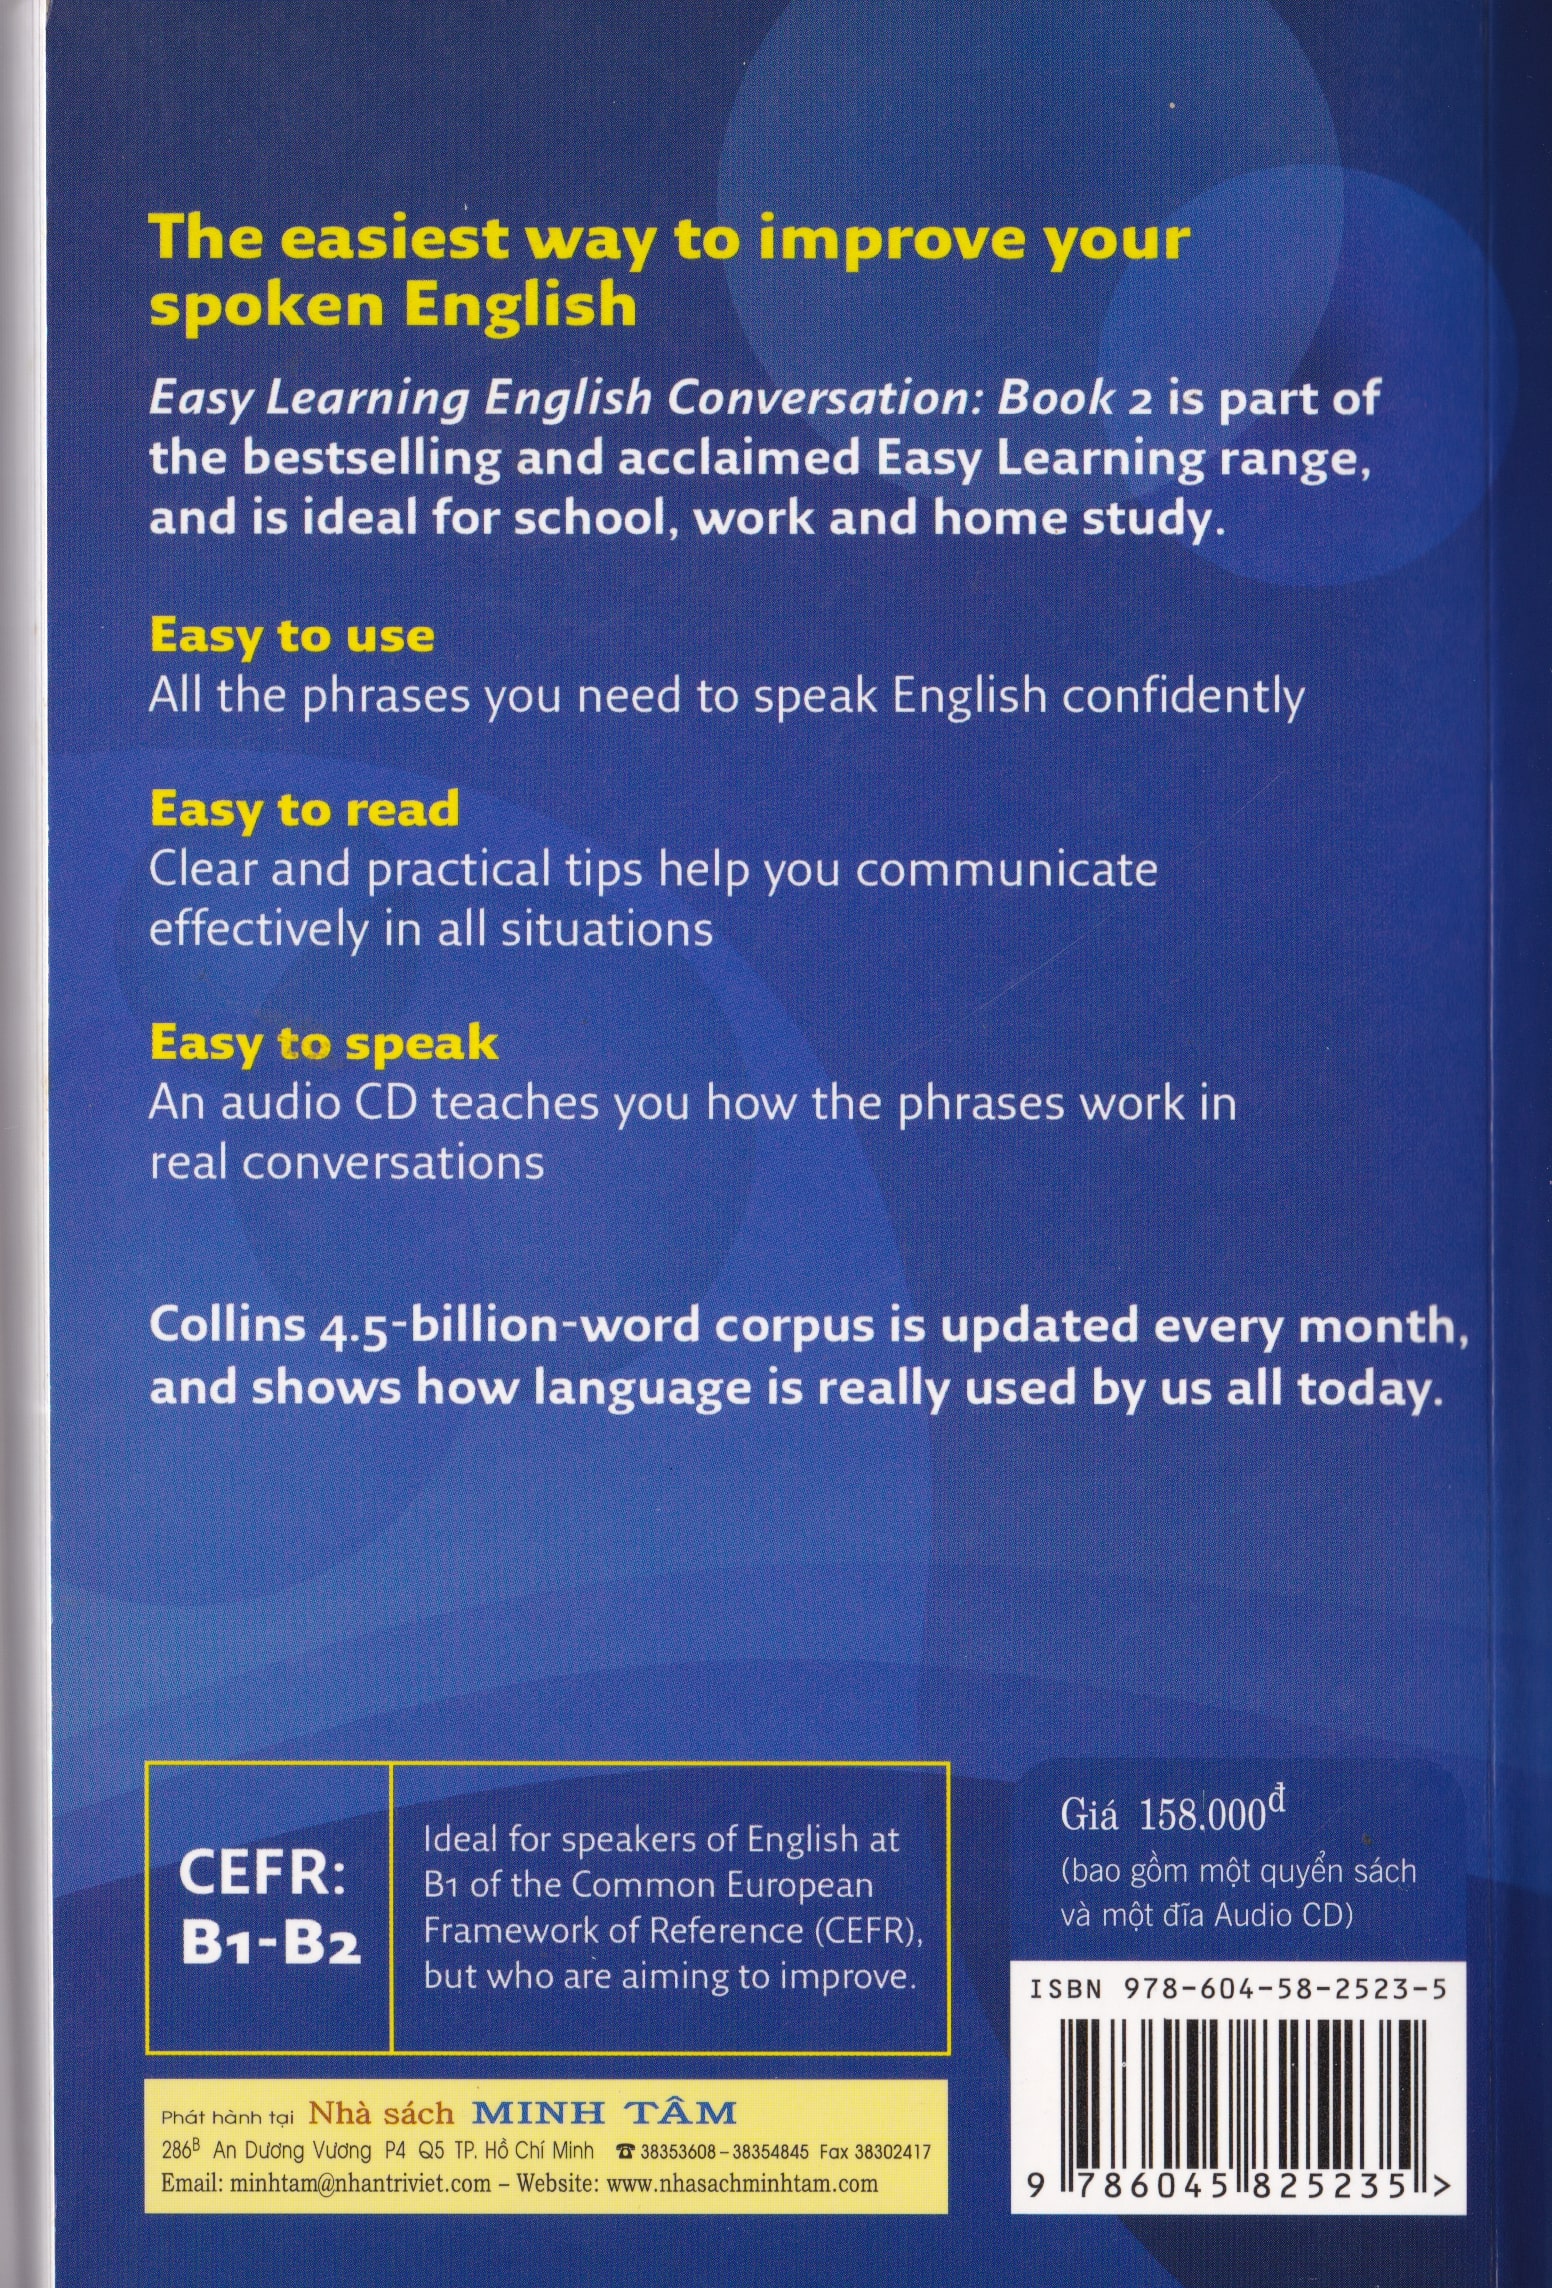 The easiest way to improve your
spoken English
Easy Learning English Conversation: Book 2 is part of
the bestselling and acclaimed Easy Learning range,
and is ideal for school, work and home study.
Easy to use
All the phrases you need to speak English confidently
Easy to read
Clear and practical tips help you communicate
effectively in all situations
Easy to speak
An audio CD teaches you how the phrases work in
real conversations
Collins 4.5-billion-word corpus is updated every month,
and shows how language is really used by us all today.
CEFR:
B1-B2
Ideal for speakers of English at
B1 of the Common European
Framework of Reference (CEFR),
but who are aiming to improve.
Phát hành tại Nhà sách MINH TÂM
286B An Dương Vương P4 Q5 TP. Hồ Chí Minh ☎ 38353608 – 38354845 Fax 38302417
Email: minhtam@nhantriviet.com – Website: www.nhasachminhtam.com
Giá 158.000đ
(bao gồm một quyển sách
và một đĩa Audio CD)
ISBN 978-604-58-2523-5
9 786045 825235 >